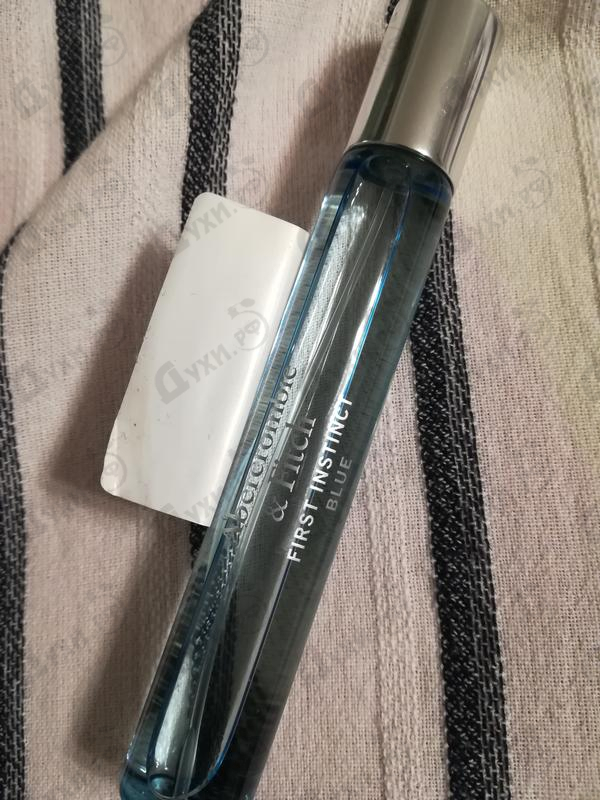 Abercrombie
& Fitch
FIRST INSTINCT
BLUE
Духи.рф